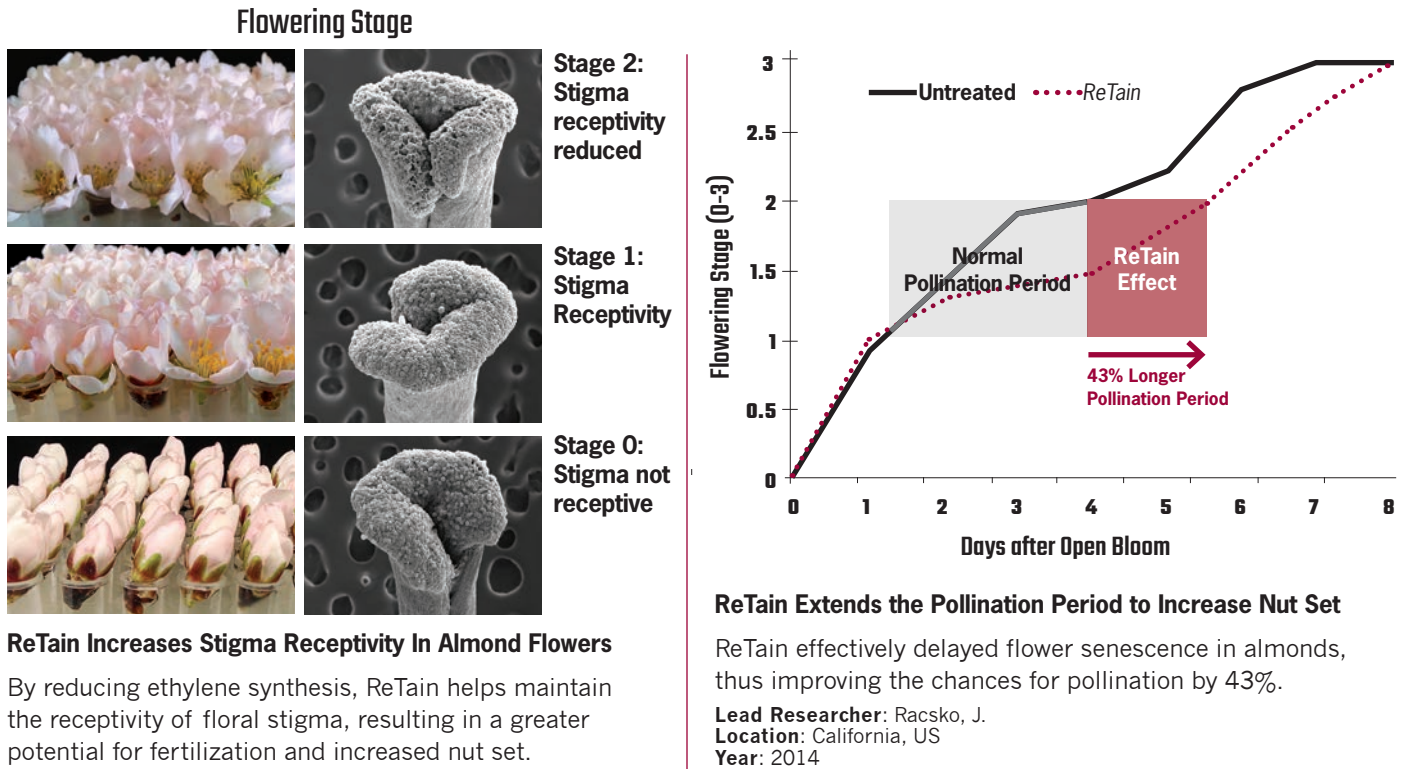 Flowering Stage
Stage 2:
Stigma
receptivity
reduced
Stage 1:
Stigma
Receptivity
Stage 0:
Stigma not
receptive
ReTain Increases Stigma Receptivity In Almond Flowers
By reducing ethylene synthesis, ReTain helps maintain
the receptivity of floral stigma, resulting in a greater
potential for fertilization and increased nut set.
Untreated
ReTain
Flowering Stage (0-3)
3
2.5
2
1.5
1
0.5
0
Normal
Pollination Period
ReTain
Effect
43% Longer
Pollination Period
0 1 2 3 4 5 6 7 8
Days after Open Bloom
ReTain Extends the Pollination Period to Increase Nut Set
ReTain effectively delayed flower senescence in almonds,
thus improving the chances for pollination by 43%.
Lead Researcher: Racsko, J.
Location: California, US
Year: 2014